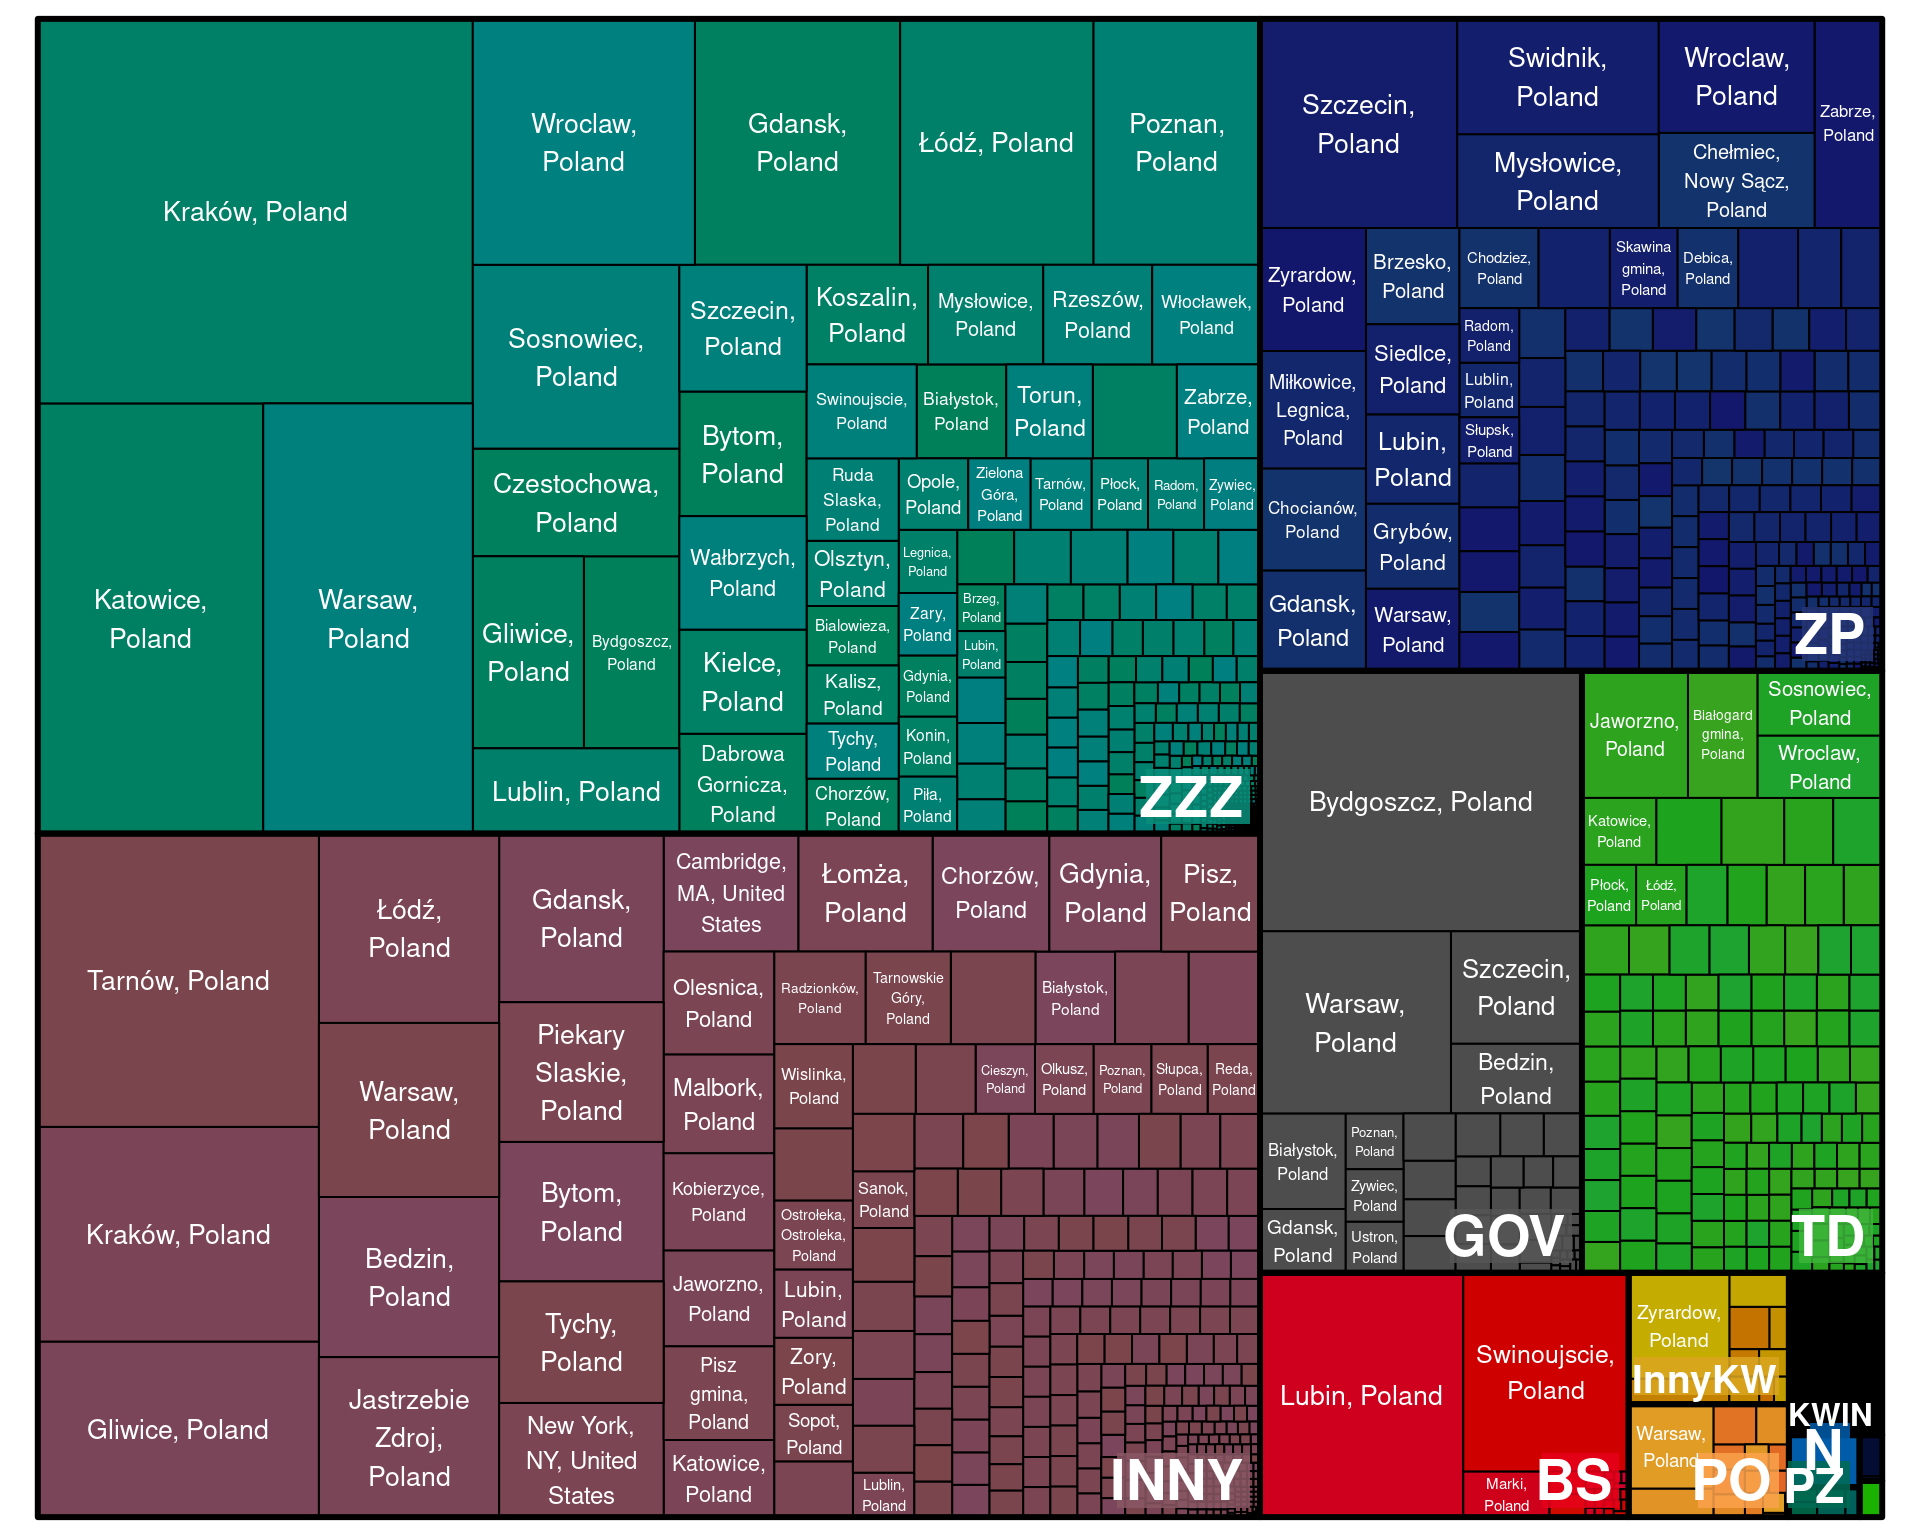 Kraków, Poland
Katowice,
Poland
Warsaw,
Poland
Wroclaw,
Poland
Gdansk,
Poland
Łódź, Poland
Poznan,
Poland
Sosnowiec,
Poland
Czestochowa,
Poland
Gliwice,
Poland
Bydgoszcz,
Poland
Lublin, Poland
Szczecin,
Poland
Bytom,
Poland
Wałbrzych,
Poland
Kielce,
Poland
Dabrowa
Gornicza,
Poland
Koszalin,
Poland
Mysłowice,
Poland
Rzeszów,
Poland
Włocławek,
Poland
Swinoujscie,
Poland
Białystok,
Poland
Torun,
Poland
Zabrze,
Poland
Ruda
Slaska,
Poland
Olsztyn,
Poland
Bialowieza,
Poland
Kalisz,
Poland
Tychy,
Poland
Chorzów,
Poland
Opole,
Poland
Zielona
Góra,
Poland
Tarnów,
Poland
Płock,
Poland
Radom,
Poland
Zywiec,
Poland
Legnica,
Poland
Zary,
Poland
Gdynia,
Poland
Konin,
Poland
Piła,
Poland
Brzeg,
Poland
Lubin,
Poland
ZZZ
Szczecin,
Poland
Swidnik,
Poland
Mysłowice,
Poland
Wroclaw,
Poland
Chełmiec,
Nowy Sącz,
Poland
Zabrze,
Poland
Zyrardow,
Poland
Miłkowice,
Legnica,
Poland
Chocianów,
Poland
Gdansk,
Poland
Brzesko,
Poland
Siedlce,
Poland
Lubin,
Poland
Grybów,
Poland
Warsaw,
Poland
Chodziez,
Poland
Skawina
gmina,
Poland
Debica,
Poland
Radom,
Poland
Lublin,
Poland
Słupsk,
Poland
ZP
Tarnów, Poland
Kraków, Poland
Gliwice, Poland
Łódź,
Poland
Warsaw,
Poland
Bedzin,
Poland
Jastrzebie
Zdroj,
Poland
Gdansk,
Poland
Piekary
Slaskie,
Poland
Bytom,
Poland
Tychy,
Poland
New York,
NY, United
States
Cambridge,
MA, United
States
Łomża,
Poland
Chorzów,
Poland
Gdynia,
Poland
Pisz,
Poland
Olesnica,
Poland
Malbork,
Poland
Kobierzyce,
Poland
Jaworzno,
Poland
Pisz
gmina,
Poland
Katowice,
Poland
Radzionków,
Poland
Tarnowskie
Góry,
Poland
Białystok,
Poland
Wislinka,
Poland
Ostrołeka,
Ostroleka,
Poland
Lubin,
Poland
Zory,
Poland
Sopot,
Poland
Cieszyn,
Poland
Olkusz,
Poland
Poznan,
Poland
Słupca,
Poland
Reda,
Poland
Sanok,
Poland
Lublin,
Poland
INNY
Bydgoszcz, Poland
Warsaw,
Poland
Szczecin,
Poland
Bedzin,
Poland
Białystok,
Poland
Gdansk,
Poland
Poznan,
Poland
Zywiec,
Poland
Ustron,
Poland
GOV
Jaworzno,
Poland
Białogard
gmina,
Poland
Sosnowiec,
Poland
Wroclaw,
Poland
Katowice,
Poland
Płock,
Poland
Łódź,
Poland
TD
Lubin, Poland
Swinoujscie,
Poland
Marki,
Poland
BS
Zyrardow,
Poland
InnyKW
Warsaw,
Poland
PO
KWIN
N
PZ